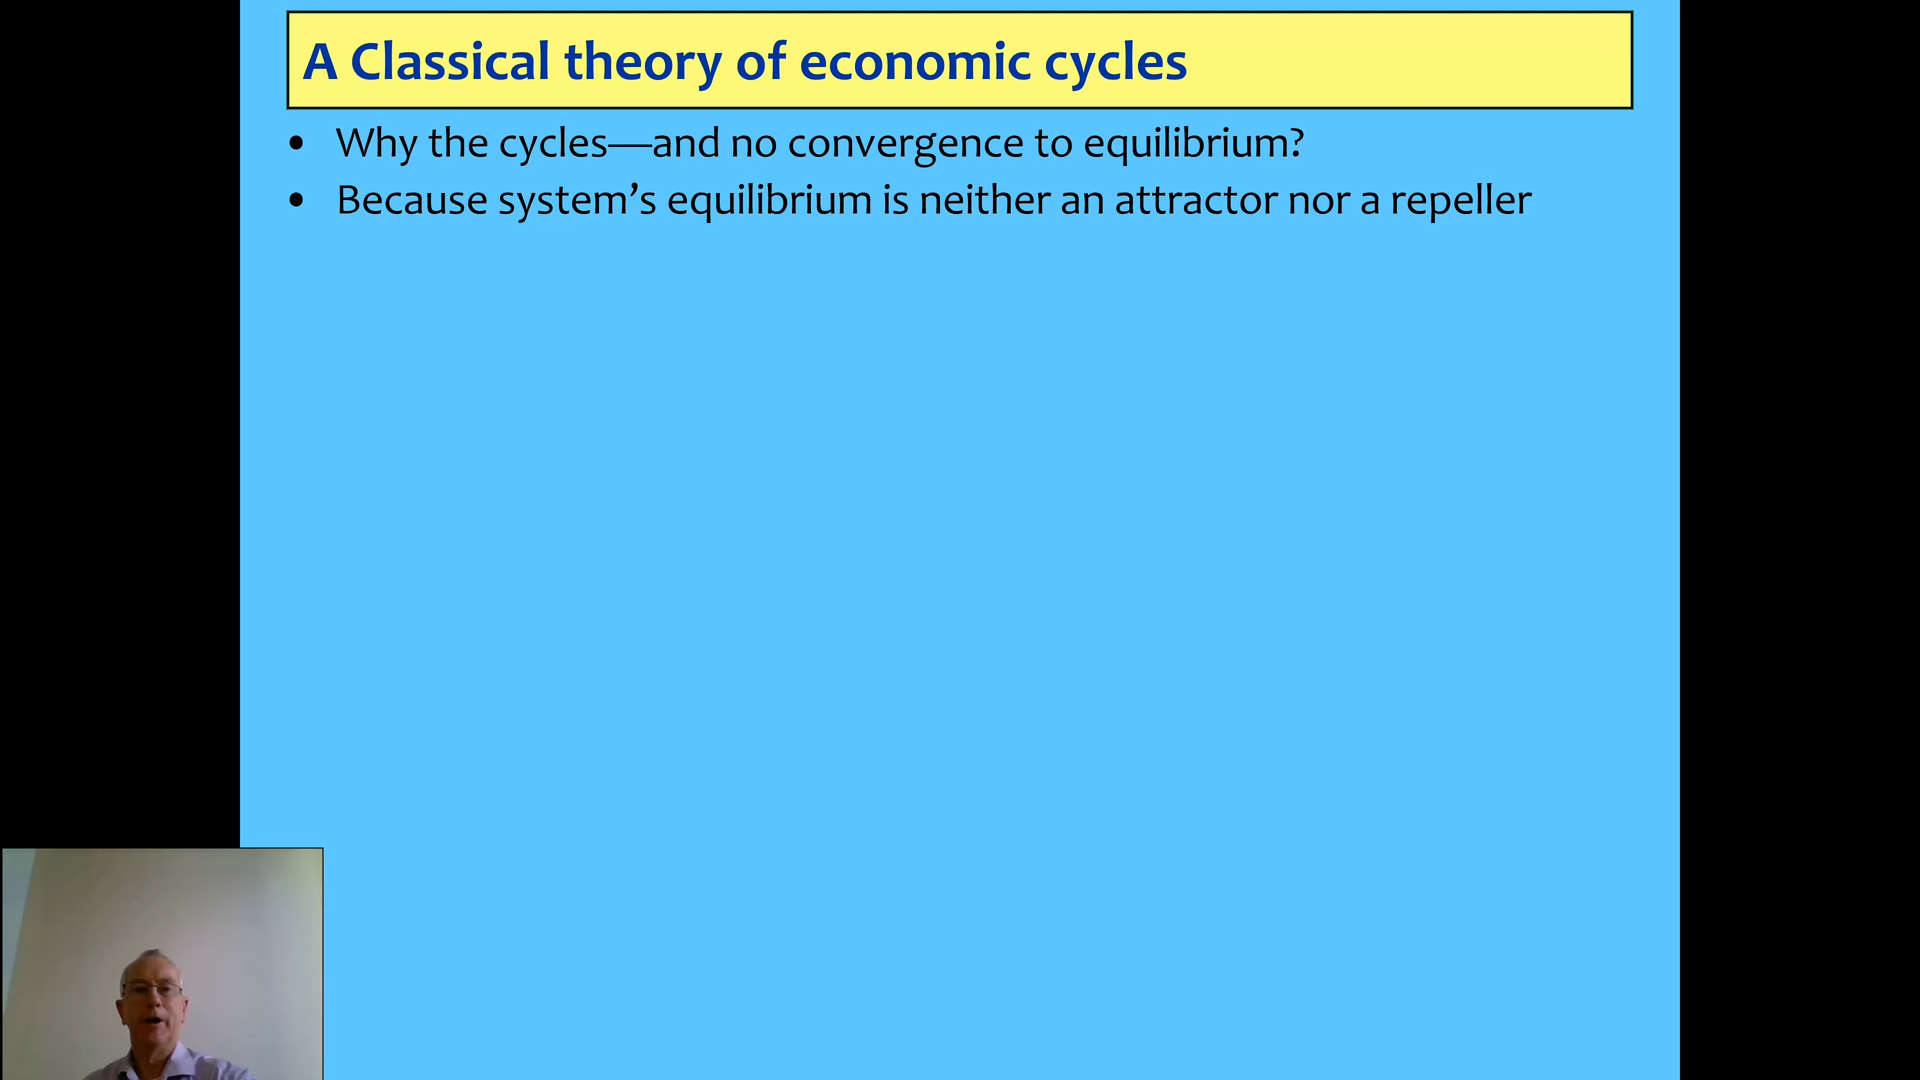 A Classical theory of economic cycles
• Why the cycles—and no convergence to equilibrium?
• Because system’s equilibrium is neither an attractor nor a repeller